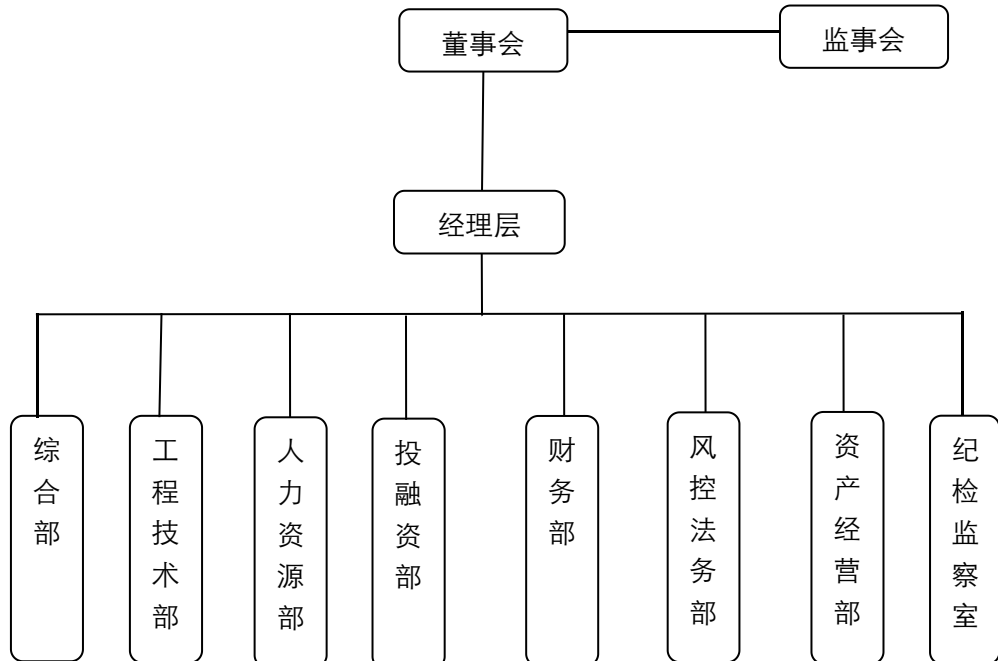 董事会
监事会
经理层
综合部
工程技术部
人力资源部
投融资部
财务部
风控法务部
资产经营部
纪检监察室